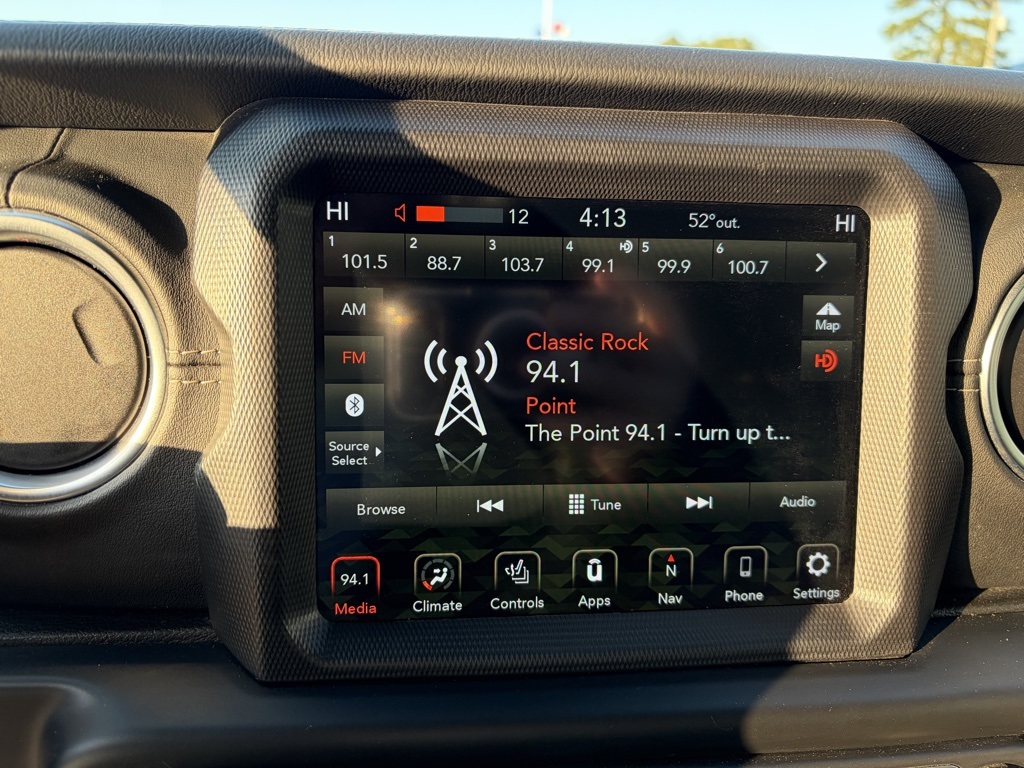 HI 12 4:13 52°out. HI
1 101.5 2 88.7 3 103.7 4 99.1 HD 5 99.9 6 100.7
AM
FM
Source
Select
Classic Rock
94.1
Point
The Point 94.1 - Turn up t...
Map
HD
Browse Tune Audio
94.1 N
Media Climate Controls Apps Nav Phone Settings